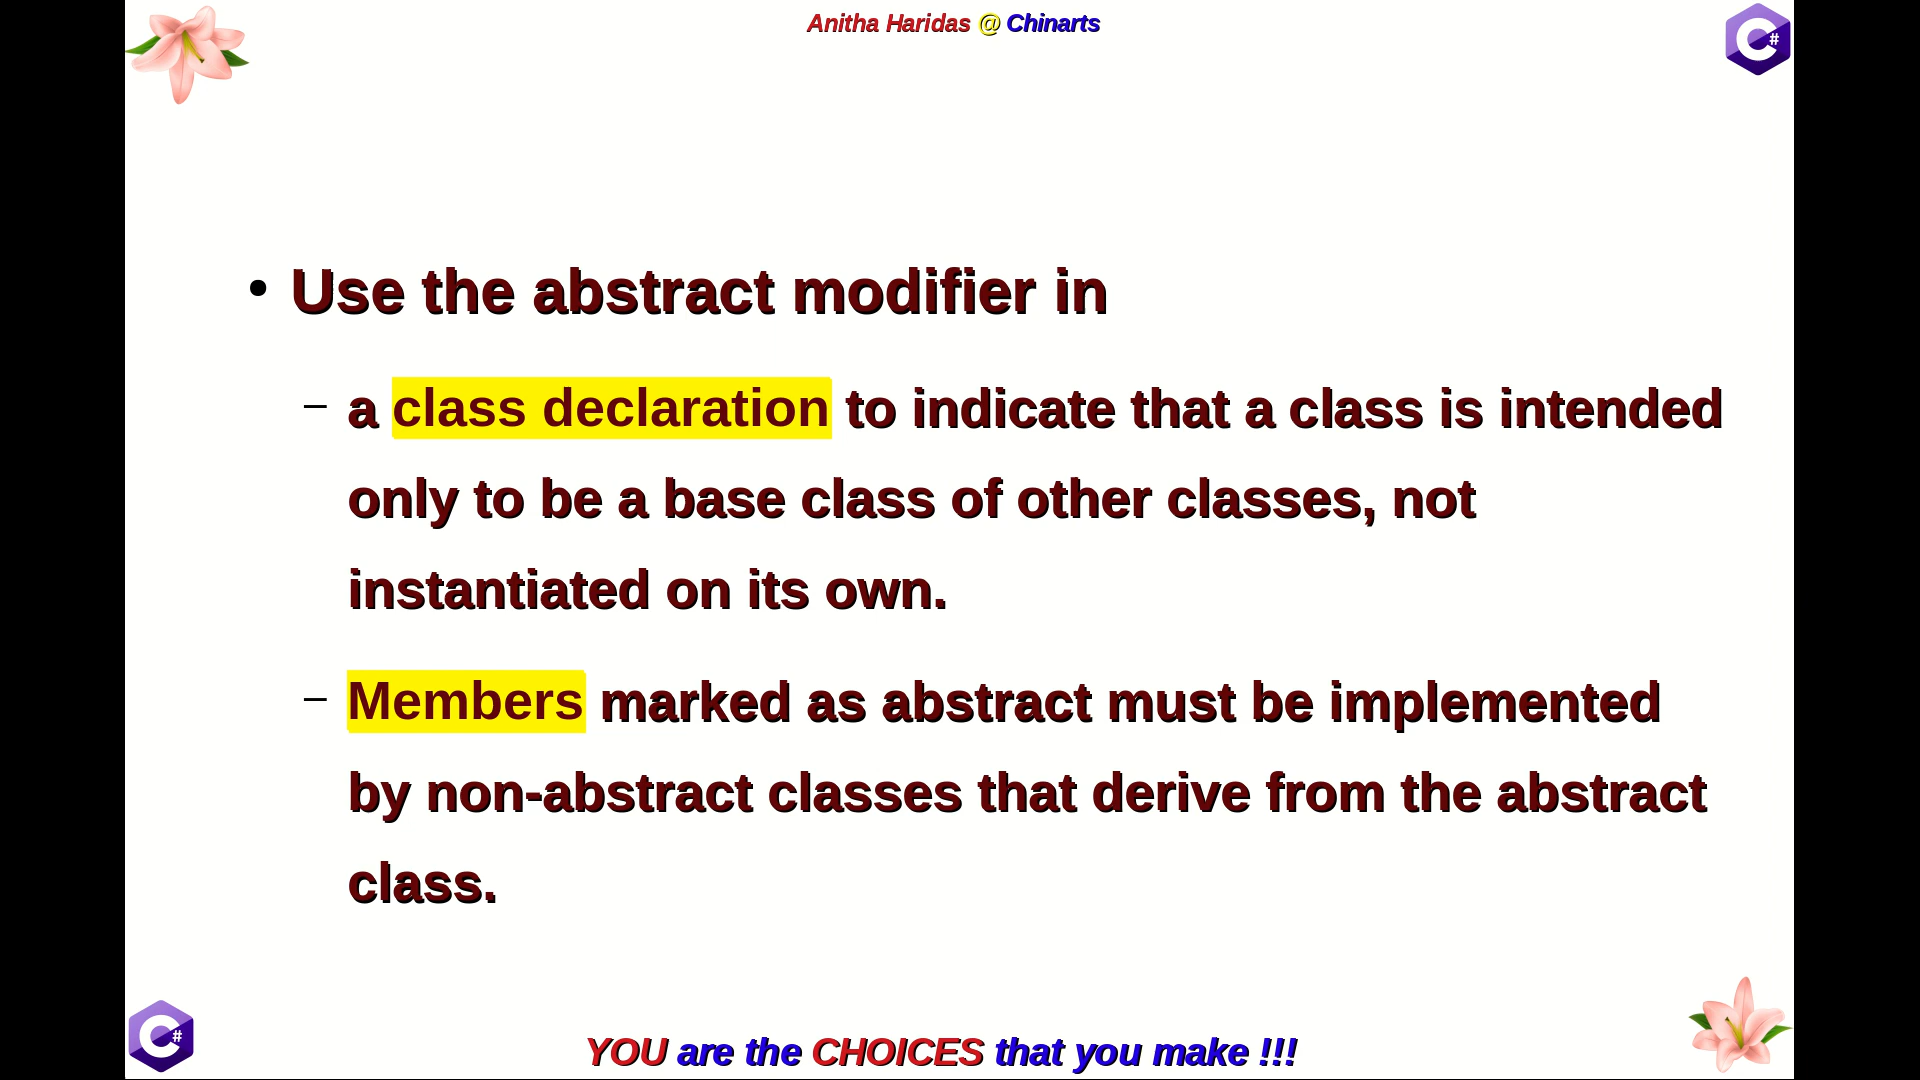 Anitha Haridas @ Chinarts
C#
• Use the abstract modifier in
– a class declaration to indicate that a class is intended
only to be a base class of other classes, not
instantiated on its own.
– Members marked as abstract must be implemented
by non-abstract classes that derive from the abstract
class.
C#
YOU are the CHOICES that you make !!!